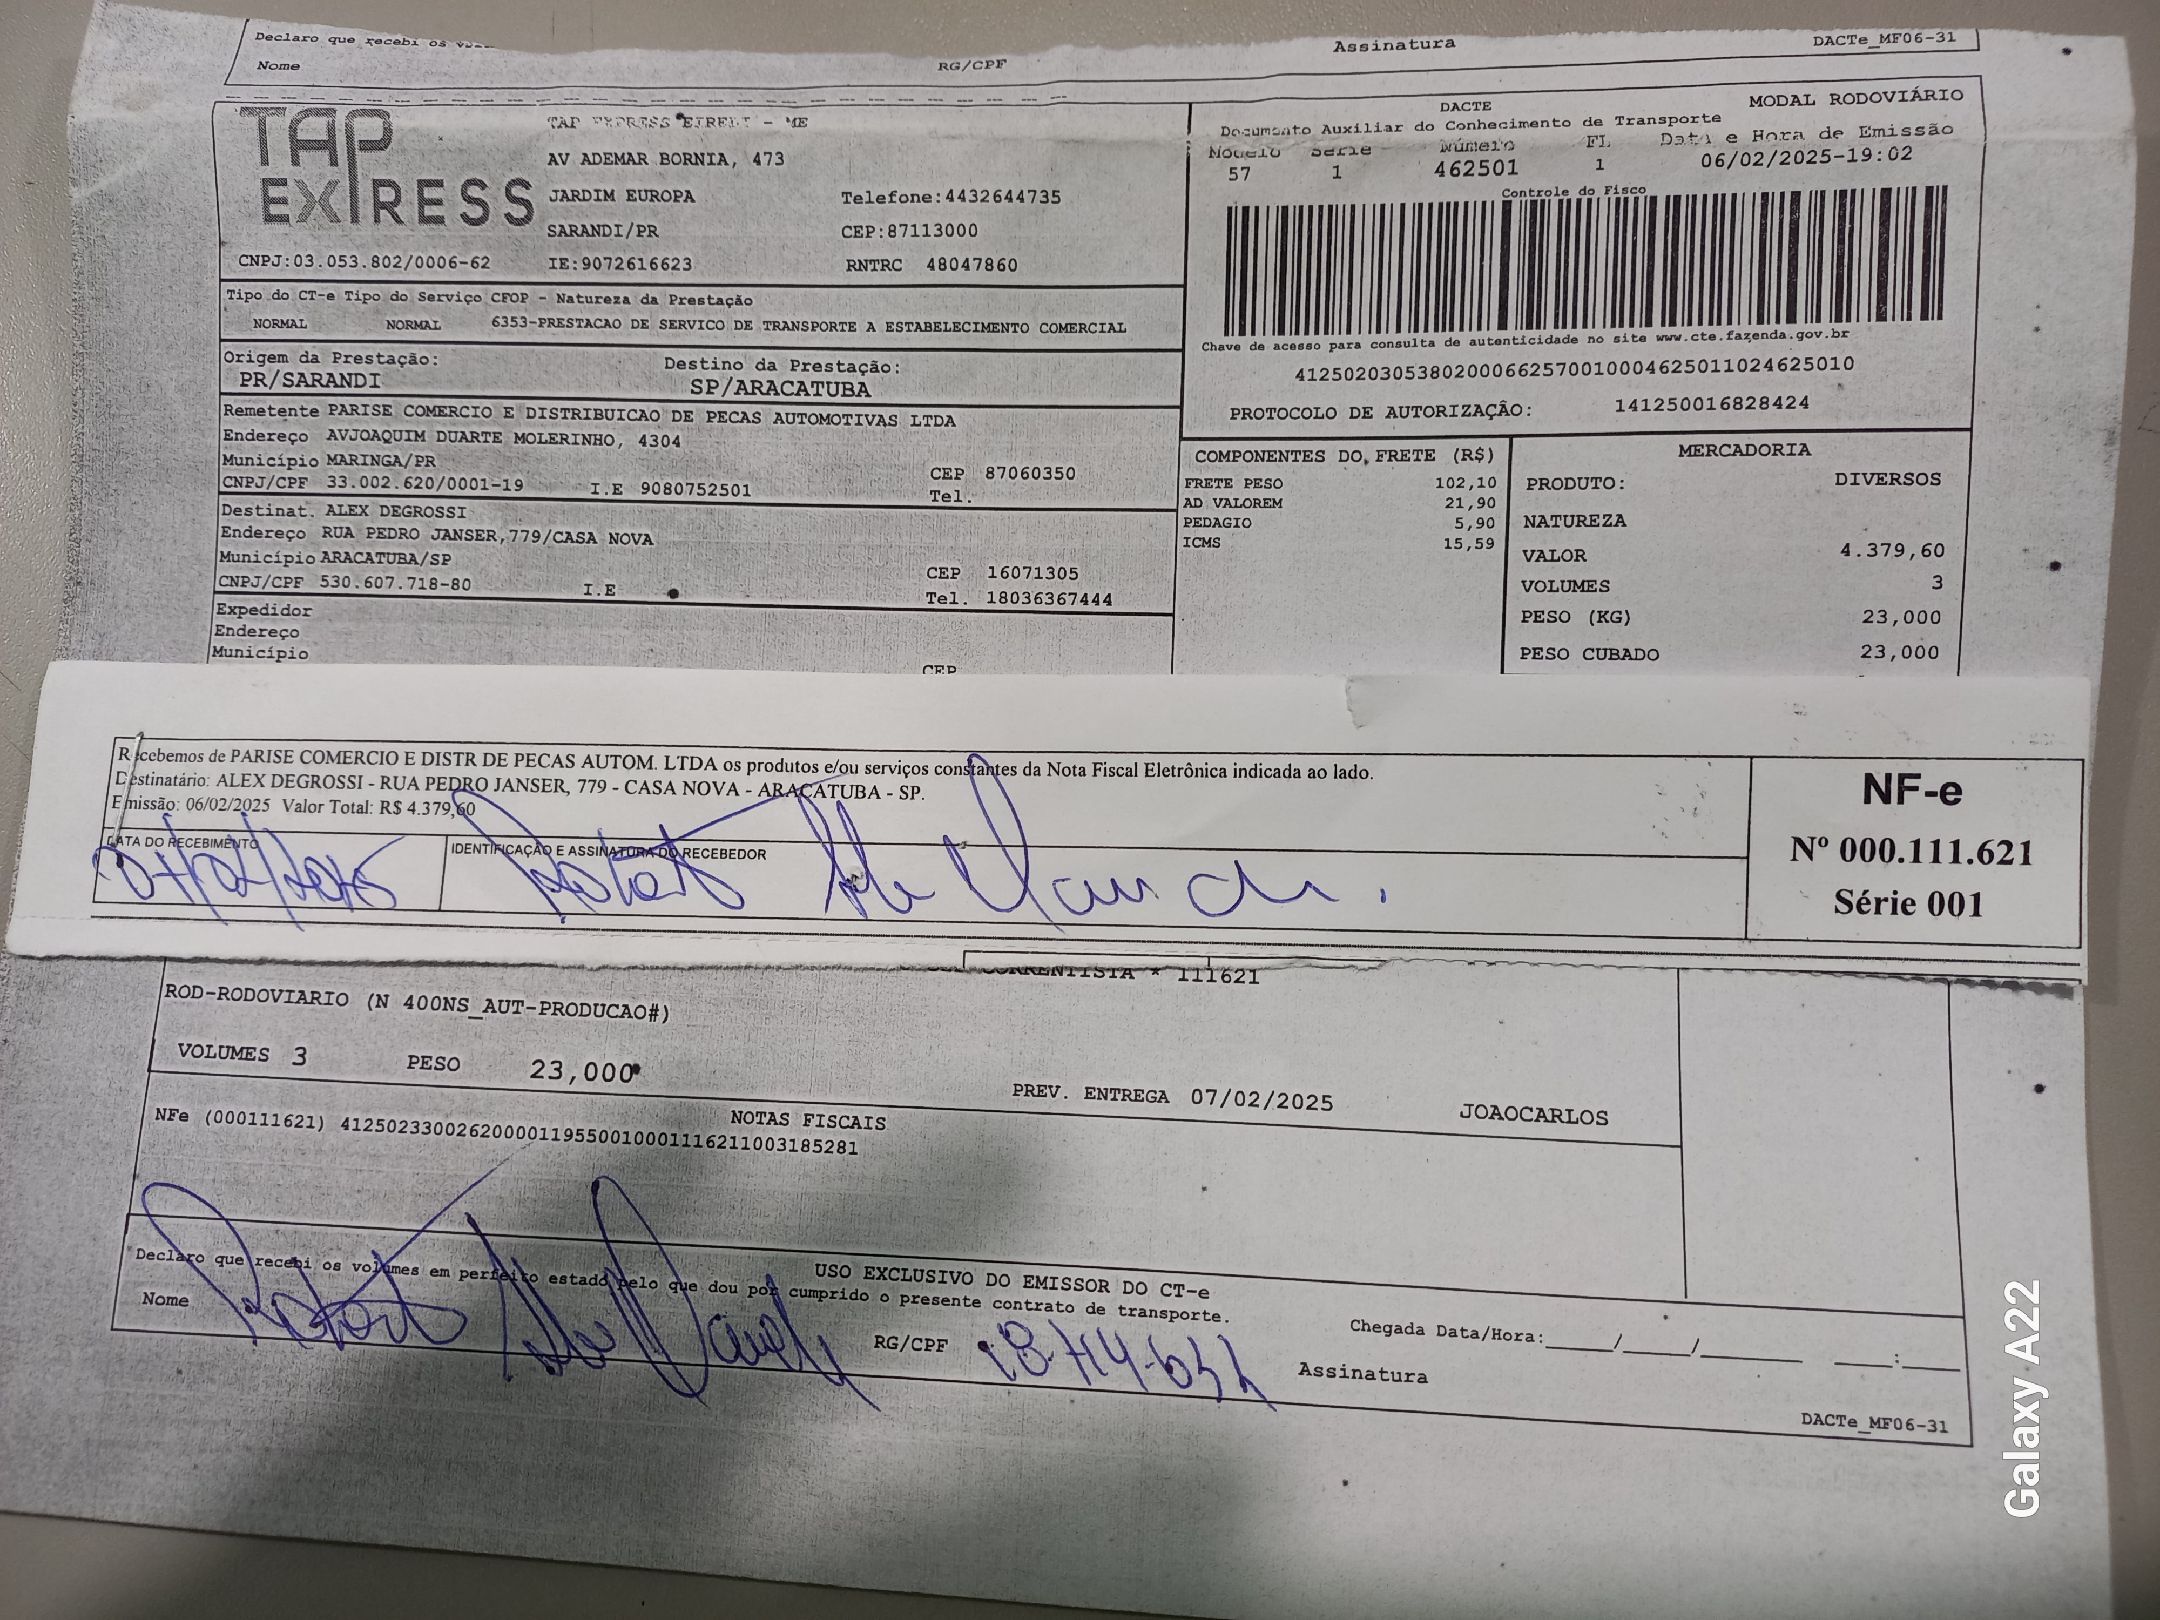 Declaro que recebi os
Assinatura
DACTe_MF06-31
Nome
RG/CPF
TAP EXPRESS
TAP EXPRESS EIRELI - ME
AV ADEMAR BORNIA, 473
JARDIM EUROPA
Telefone:4432644735
SARANDI/PR
CEP:87113000
CNPJ:03.053.802/0006-62
IE:9072616623
RNTRC 48047860
DACTE
MODAL RODOVIÁRIO
Documento Auxiliar do Conhecimento de Transporte
Modelo Serie Número FL Data e Hora de Emissão
57 1 462501 1 06/02/2025-19:02
Controle do Fisco
Chave de acesso para consulta de autenticidade no site www.cte.fazenda.gov.br
41250203053802000662570010004625011024625010
PROTOCOLO DE AUTORIZAÇÃO: 141250016828424
Tipo do CT-e Tipo do Serviço CFOP - Natureza da Prestação
NORMAL NORMAL 6353-PRESTACAO DE SERVICO DE TRANSPORTE A ESTABELECIMENTO COMERCIAL
Origem da Prestação: Destino da Prestação:
PR/SARANDI SP/ARACATUBA
Remetente PARISE COMERCIO E DISTRIBUICAO DE PECAS AUTOMOTIVAS LTDA
Endereço AVJOAQUIM DUARTE MOLERINHO, 4304
Município MARINGA/PR CEP 87060350
CNPJ/CPF 33.002.620/0001-19 I.E 9080752501 Tel.
Destinat. ALEX DEGROSSI
Endereço RUA PEDRO JANSER,779/CASA NOVA
Município ARACATUBA/SP CEP 16071305
CNPJ/CPF 530.607.718-80 I.E Tel. 18036367444
Expedidor
Endereço
Município
CEP
COMPONENTES DO FRETE (R$)
FRETE PESO 102,10
AD VALOREM 21,90
PEDAGIO 5,90
ICMS 15,59
MERCADORIA
PRODUTO: DIVERSOS
NATUREZA
VALOR 4.379,60
VOLUMES 3
PESO (KG) 23,000
PESO CUBADO 23,000
Recebemos de PARISE COMERCIO E DISTR DE PECAS AUTOM. LTDA os produtos e/ou serviços constantes da Nota Fiscal Eletrônica indicada ao lado.
Destinatário: ALEX DEGROSSI - RUA PEDRO JANSER, 779 - CASA NOVA - ARAÇATUBA - SP.
Emissão: 06/02/2025 Valor Total: R$ 4.379,60
DATA DO RECEBIMENTO
IDENTIFICAÇÃO E ASSINATURA DO RECEBEDOR
07/02/2025
NF-e
Nº 000.111.621
Série 001
CORRENTISTA * 111621
ROD-RODOVIARIO (N 400NS_AUT-PRODUCAO#)
VOLUMES 3 PESO 23,000
PREV. ENTREGA 07/02/2025 JOAOCARLOS
NOTAS FISCAIS
NFe (000111621) 41250233002620000119550010001116211003185281
USO EXCLUSIVO DO EMISSOR DO CT-e
Declaro que recebi os volumes em perfeito estado pelo que dou por cumprido o presente contrato de transporte.
Nome
RG/CPF
Chegada Data/Hora:_____/_____/_______ ____:____
Assinatura
DACTe_MF06-31
Galaxy A22